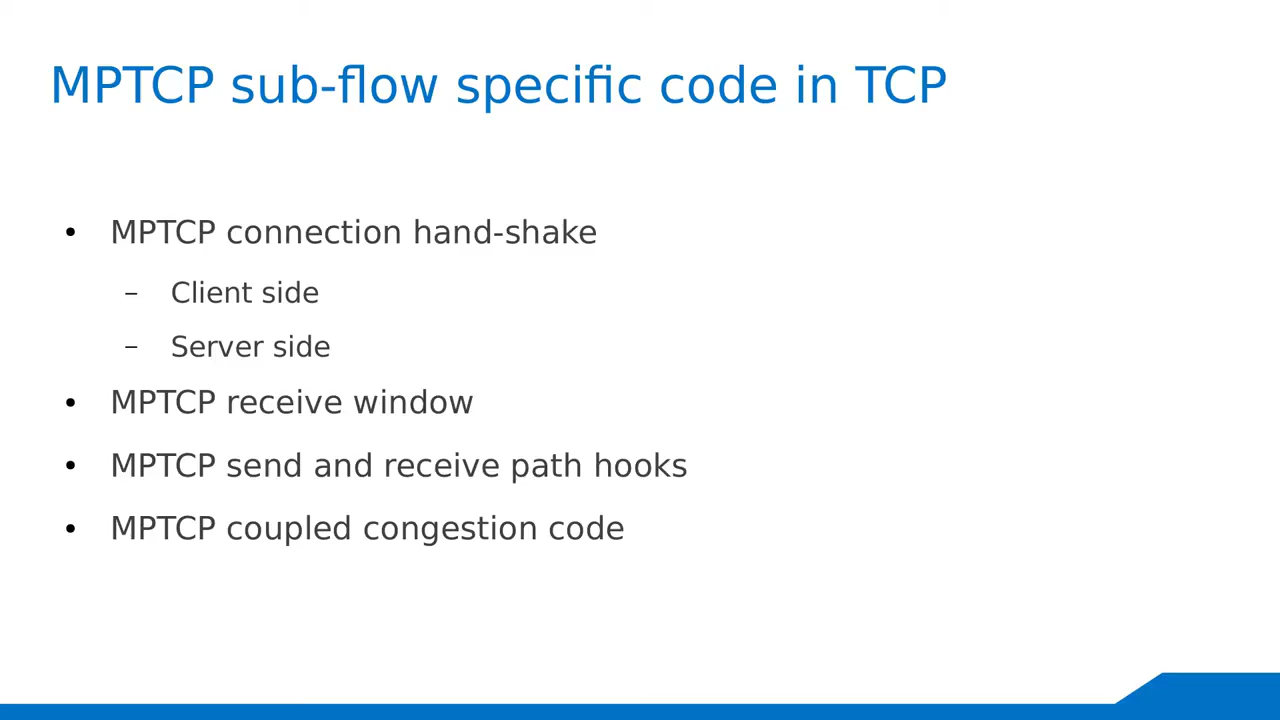 MPTCP sub-flow specific code in TCP
• MPTCP connection hand-shake
– Client side
– Server side
• MPTCP receive window
• MPTCP send and receive path hooks
• MPTCP coupled congestion code